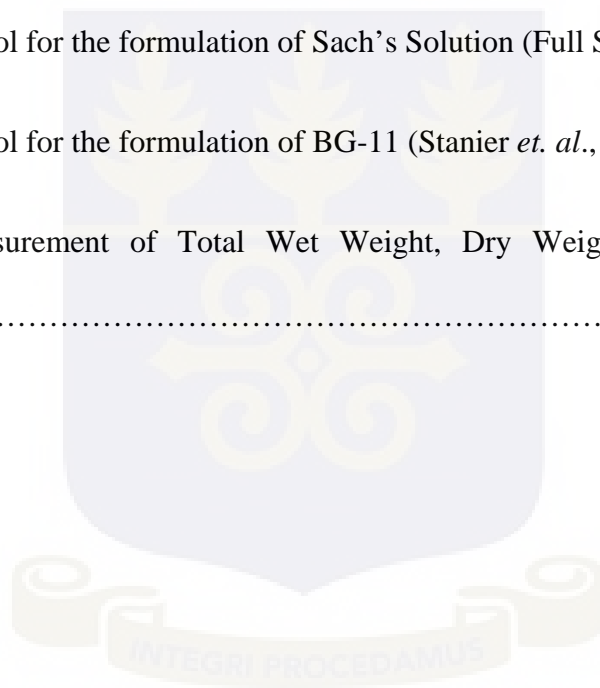 ol for the formulation of Sach’s Solution (Full S
ol for the formulation of BG-11 (Stanier et. al.,
surement of Total Wet Weight, Dry Weig
……………………………………………………………
INTEGRI PROCEDAMUS